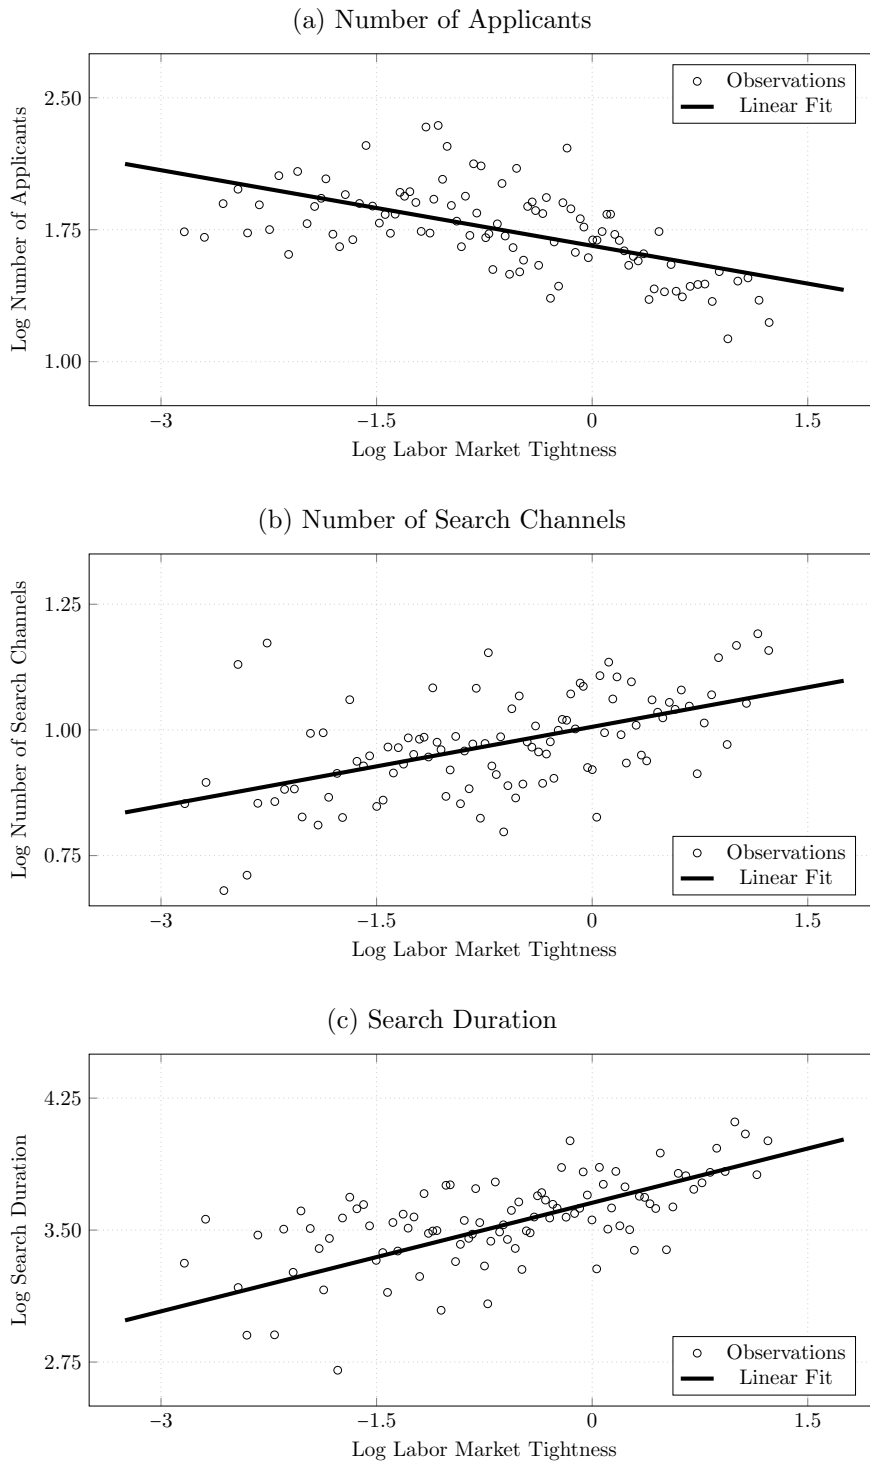 (a) Number of Applicants
Log Number of Applicants
2.50
1.75
1.00
Observations
Linear Fit
−3
−1.5
0
1.5
Log Labor Market Tightness
(b) Number of Search Channels
Log Number of Search Channels
1.25
1.00
0.75
Observations
Linear Fit
−3
−1.5
0
1.5
Log Labor Market Tightness
(c) Search Duration
Log Search Duration
4.25
3.50
2.75
Observations
Linear Fit
−3
−1.5
0
1.5
Log Labor Market Tightness